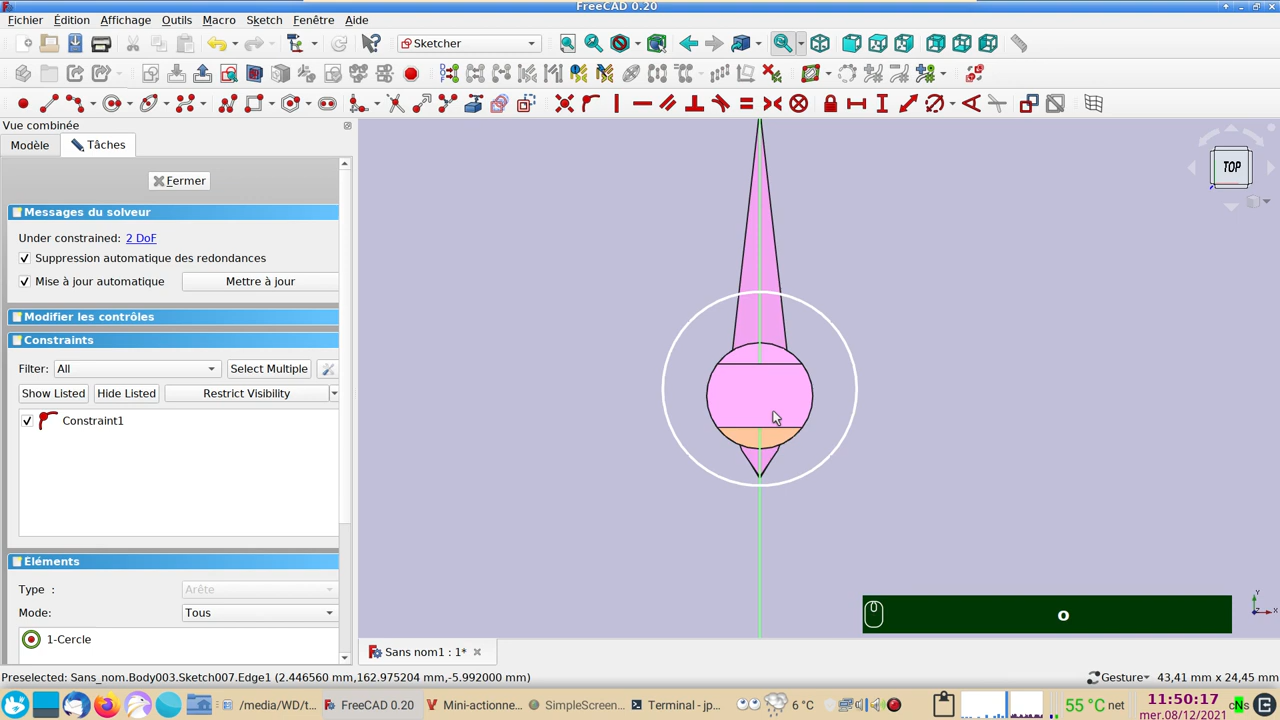 FreeCAD 0.20
Fichier Édition Affichage Outils Macro Sketch Fenêtre Aide
Sketcher
Vue combinée
Modèle Tâches
Fermer
TOP
Messages du solveur
Under constrained: 2 DoF
Suppression automatique des redondances
Mise à jour automatique Mettre à jour
Modifier les contrôles
Constraints
Filter: All Select Multiple
Show Listed Hide Listed Restrict Visibility
Constraint1
Eléments
Type : Arête
Mode: Tous
1-Cercle
o
Y
X
Sans nom1 : 1*
Preselected: Sans_nom.Body003.Sketch007.Edge1 (2.446560 mm,162.975204 mm,-5.992000 mm) Gesture 43,41 mm x 24,45 mm
/media/WD/t... FreeCAD 0.20 Minisectionne... SimpleScreen... Terminal - jp... 6 °C 55 °C net 11:50:17
mer.08/12/2021